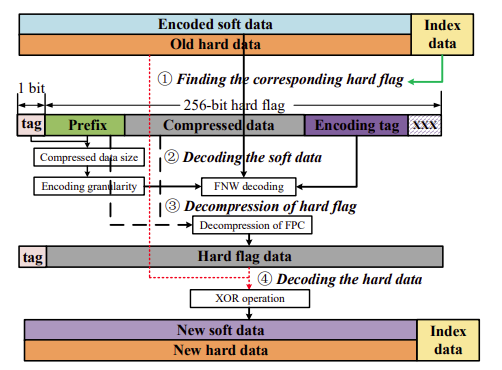 Encoded soft data
Index data
Old hard data
① Finding the corresponding hard flag
1 bit
256-bit hard flag
tag
Prefix
Compressed data
Encoding tag
XXX
Compressed data size
② Decoding the soft data
Encoding granularity
FNW decoding
③ Decompression of hard flag
Decompression of FPC
tag
Hard flag data
④ Decoding the hard data
XOR operation
New soft data
Index data
New hard data